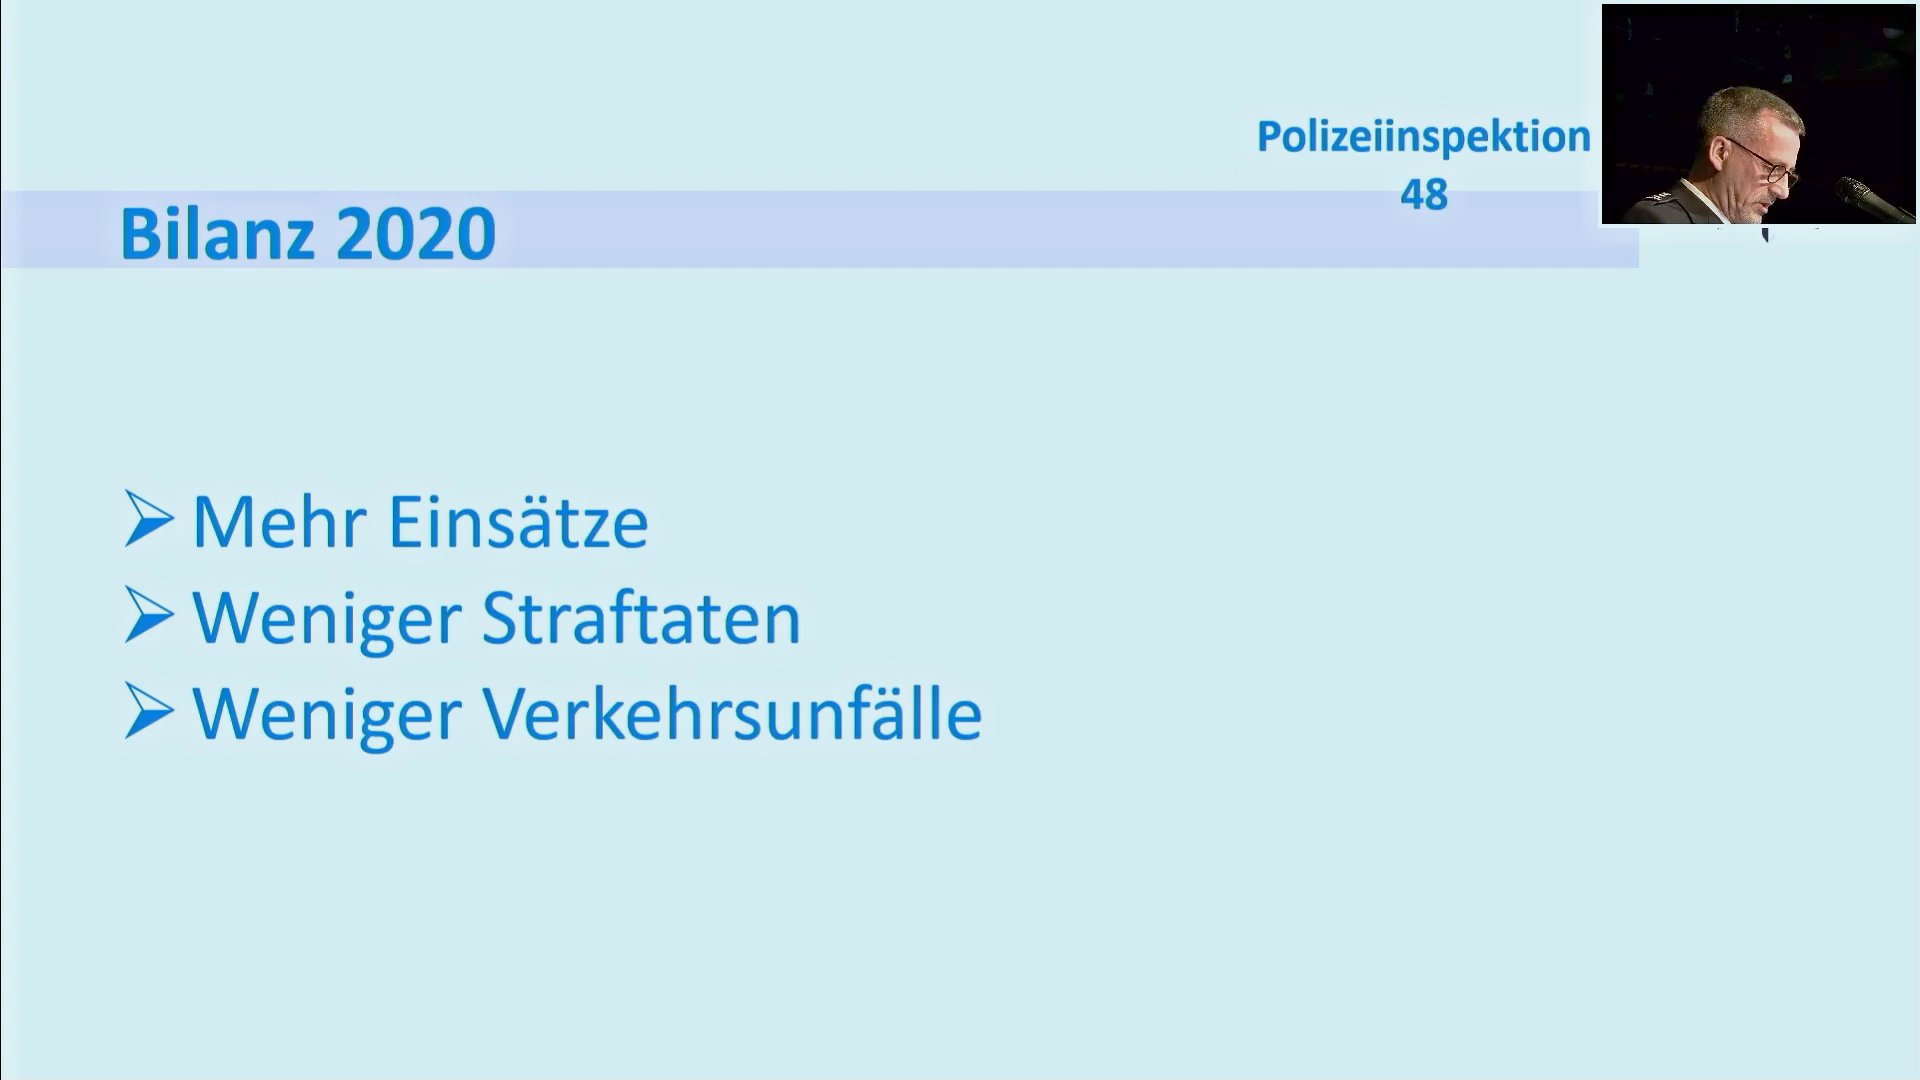 Polizeiinspektion
48
Bilanz 2020
Mehr Einsätze
Weniger Straftaten
Weniger Verkehrsunfälle